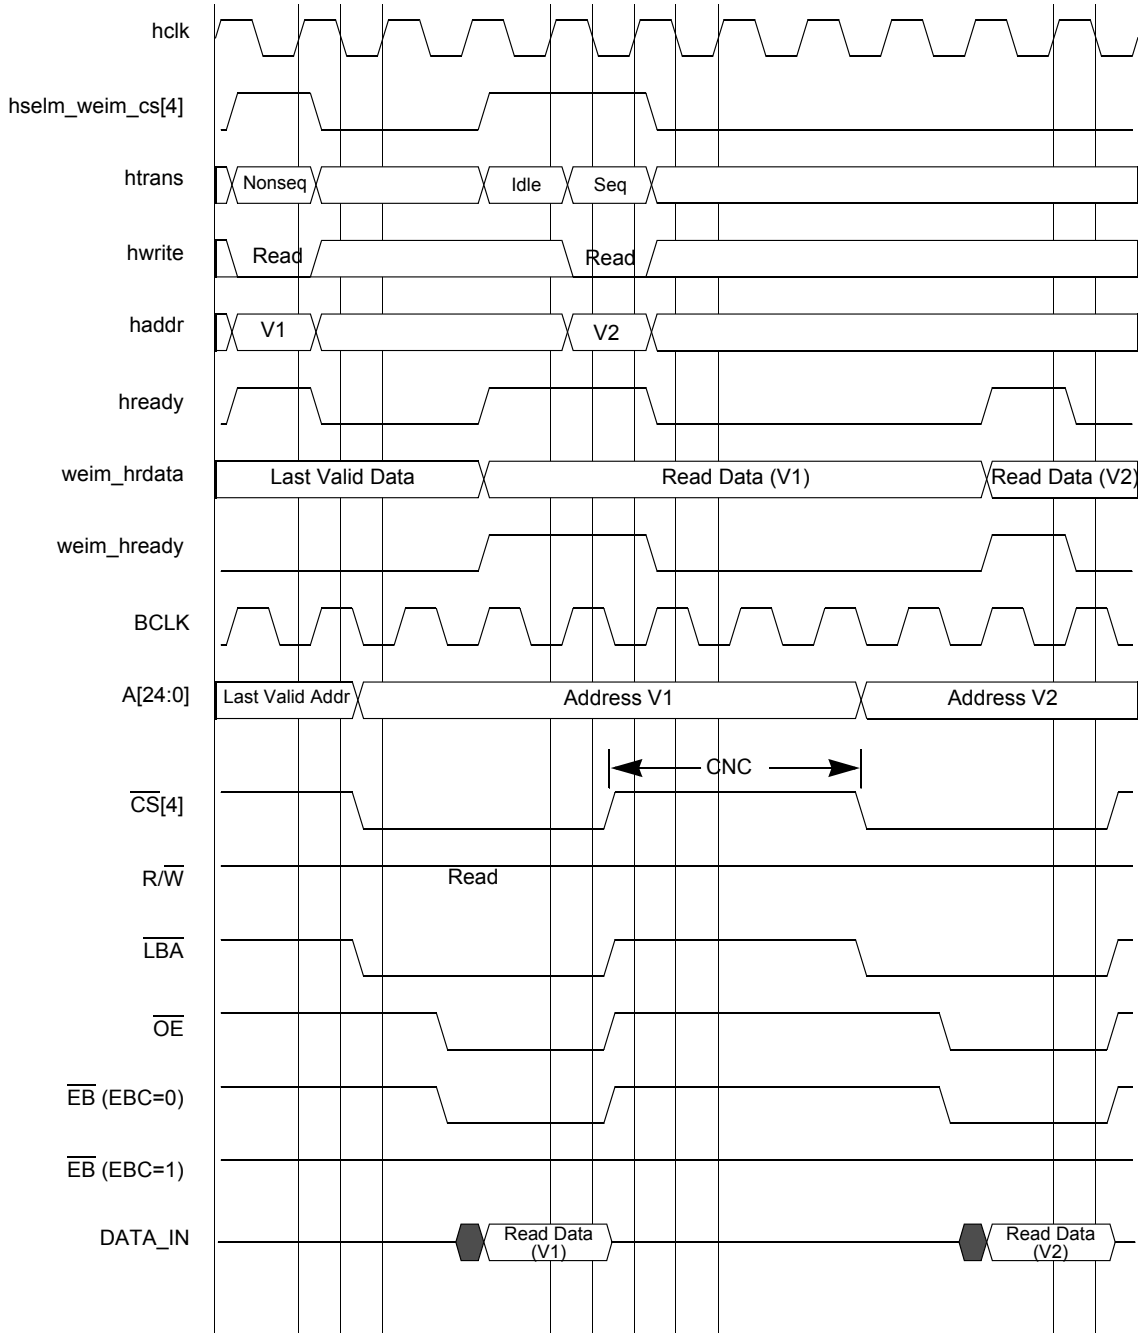 hclk
hselm_weim_cs[4]
htrans Nonseq Idle Seq
hwrite Read Read
haddr V1 V2
hready
weim_hrdata Last Valid Data Read Data (V1) Read Data (V2)
weim_hready
BCLK
A[24:0] Last Valid Addr Address V1 Address V2
CNC
CS[4]
R/W Read
LBA
OE
EB (EBC=0)
EB (EBC=1)
DATA_IN Read Data (V1) Read Data (V2)